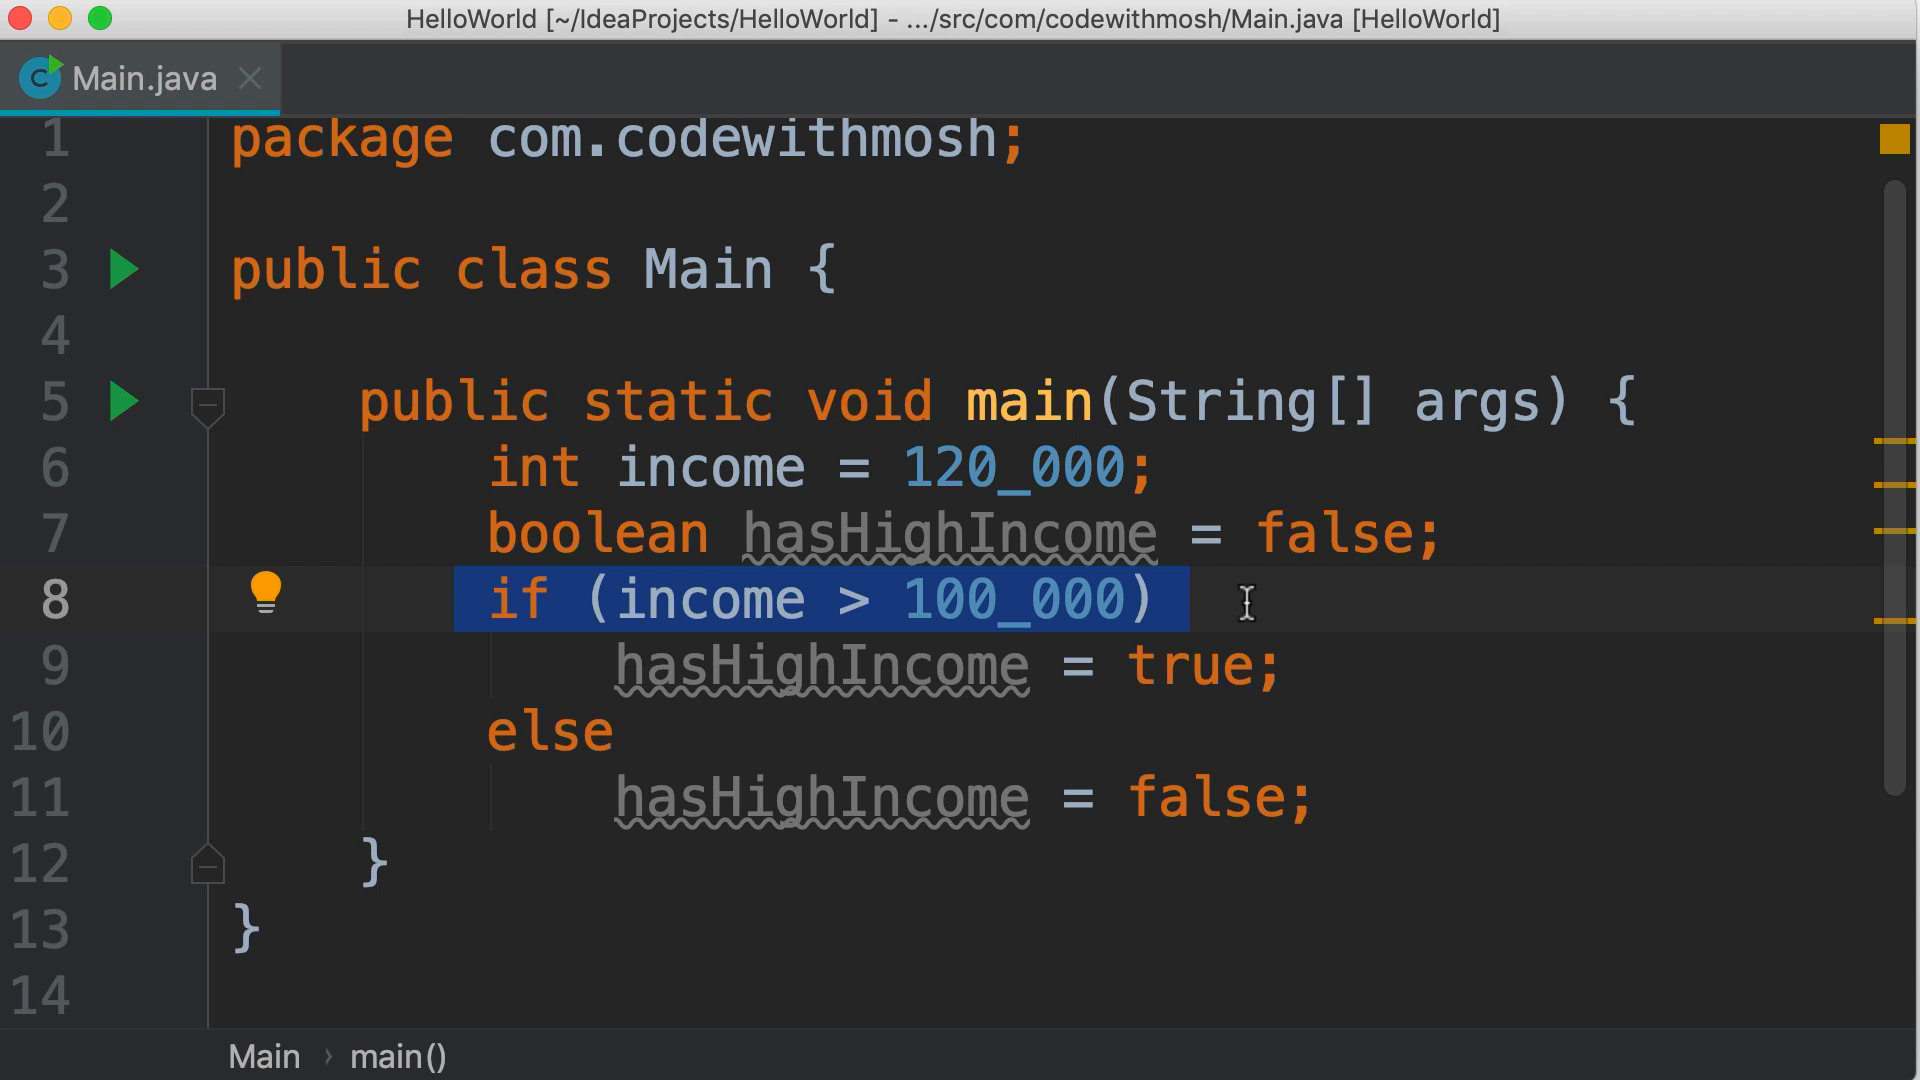 HelloWorld [~/IdeaProjects/HelloWorld] - .../src/com/codewithmosh/Main.java [HelloWorld]
Main.java
1 package com.codewithmosh;
2
3 public class Main {
4
5 public static void main(String[] args) {
6 int income = 120_000;
7 boolean hasHighIncome = false;
8 if (income > 100_000)
9 hasHighIncome = true;
10 else
11 hasHighIncome = false;
12 }
13 }
14
Main › main()